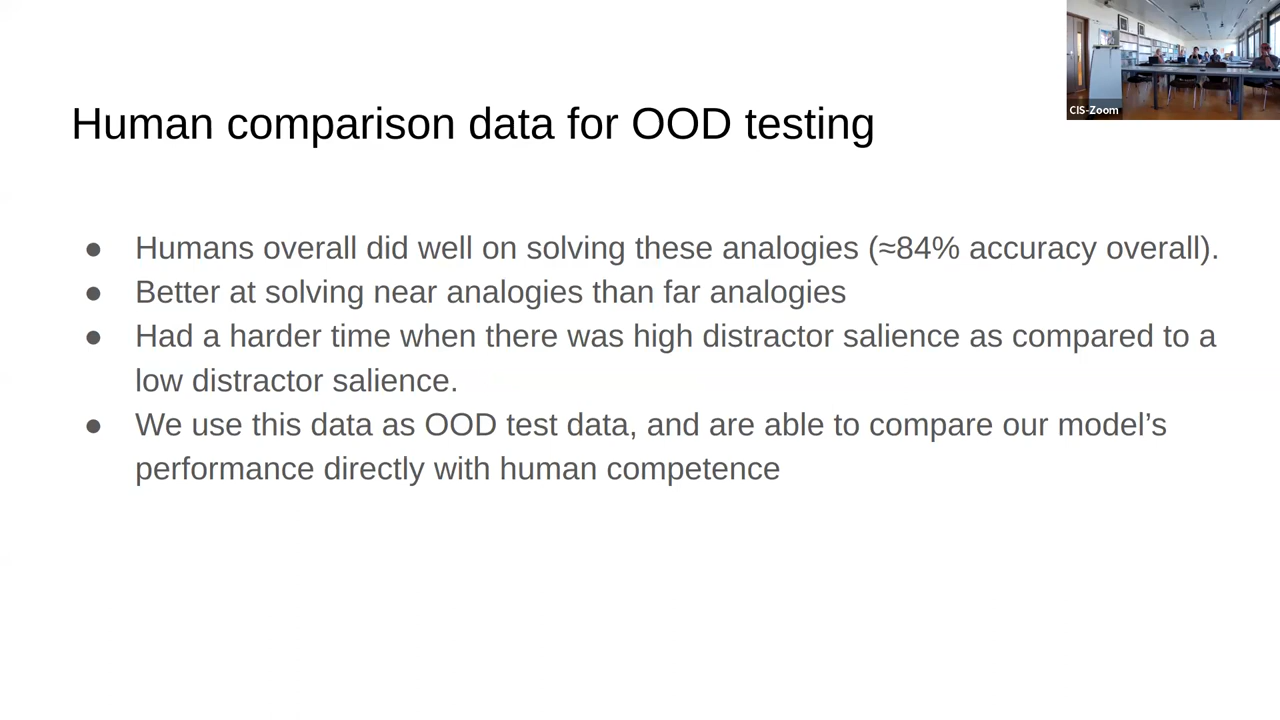 CIS-Zoom
Human comparison data for OOD testing
● Humans overall did well on solving these analogies (≈84% accuracy overall).
● Better at solving near analogies than far analogies
● Had a harder time when there was high distractor salience as compared to a
low distractor salience.
● We use this data as OOD test data, and are able to compare our model’s
performance directly with human competence